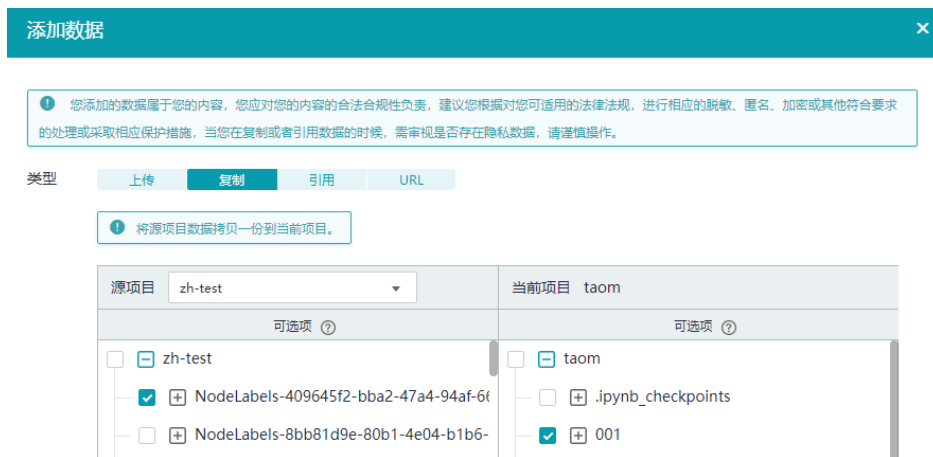 添加数据
您添加的数据属于您的内容，您应对您的内容的合法合规性负责，建议您根据对您可适用的法律法规，进行相应的脱敏、匿名、加密或其他符合要求
的处理或采取相应保护措施，当您在复制或者引用数据的时候，需审视是否存在隐私数据，请谨慎操作。
类型 上传 复制 引用 URL
将源项目数据拷贝一份到当前项目。
源项目 zh-test 当前项目 taom
可选项 可选项
zh-test taom
NodeLabels-409645f2-bba2-47a4-94af-6 .ipynb_checkpoints
NodeLabels-8bb81d9e-80b1-4e04-b1b6- 001